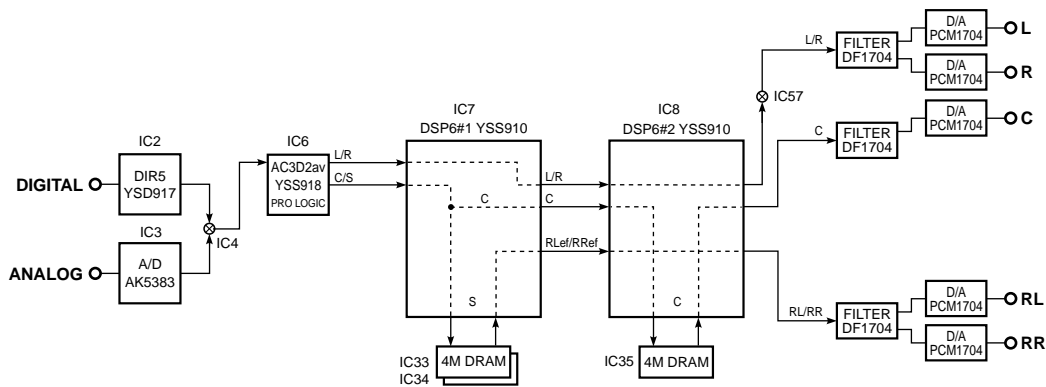 DIGITAL
ANALOG
IC2
DIR5
YSD917
IC3
A/D
AK5383
IC4
IC6
AC3D2av
YSS918
PRO LOGIC
L/R
C/S
IC7
DSP6#1 YSS910
C
S
IC33
IC34
4M DRAM
L/R
C
RLef/RRef
IC8
DSP6#2 YSS910
C
IC35
4M DRAM
IC57
L/R
C
RL/RR
FILTER
DF1704
D/A
PCM1704
L
D/A
PCM1704
R
FILTER
DF1704
D/A
PCM1704
C
FILTER
DF1704
D/A
PCM1704
RL
D/A
PCM1704
RR